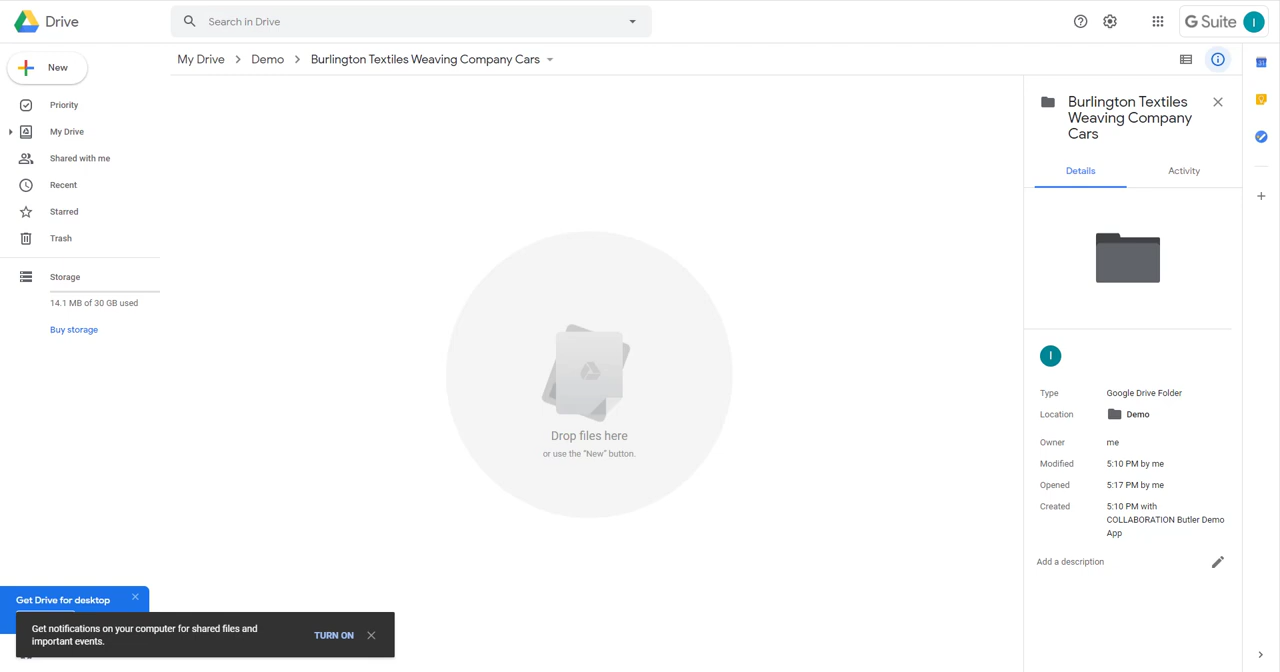 Drive
Search in Drive
G Suite
I
My Drive
Demo
Burlington Textiles Weaving Company Cars
New
Priority
My Drive
Shared with me
Recent
Starred
Trash
Storage
14.1 MB of 30 GB used
Buy storage
Drop files here
or use the "New" button.
Burlington Textiles
Weaving Company
Cars
Details
Activity
I
Type Google Drive Folder
Location Demo
Owner me
Modified 5:10 PM by me
Opened 5:17 PM by me
Created 5:10 PM with
COLLABORATION Butler Demo
App
Add a description
Get Drive for desktop
Get notifications on your computer for shared files and
important events.
TURN ON